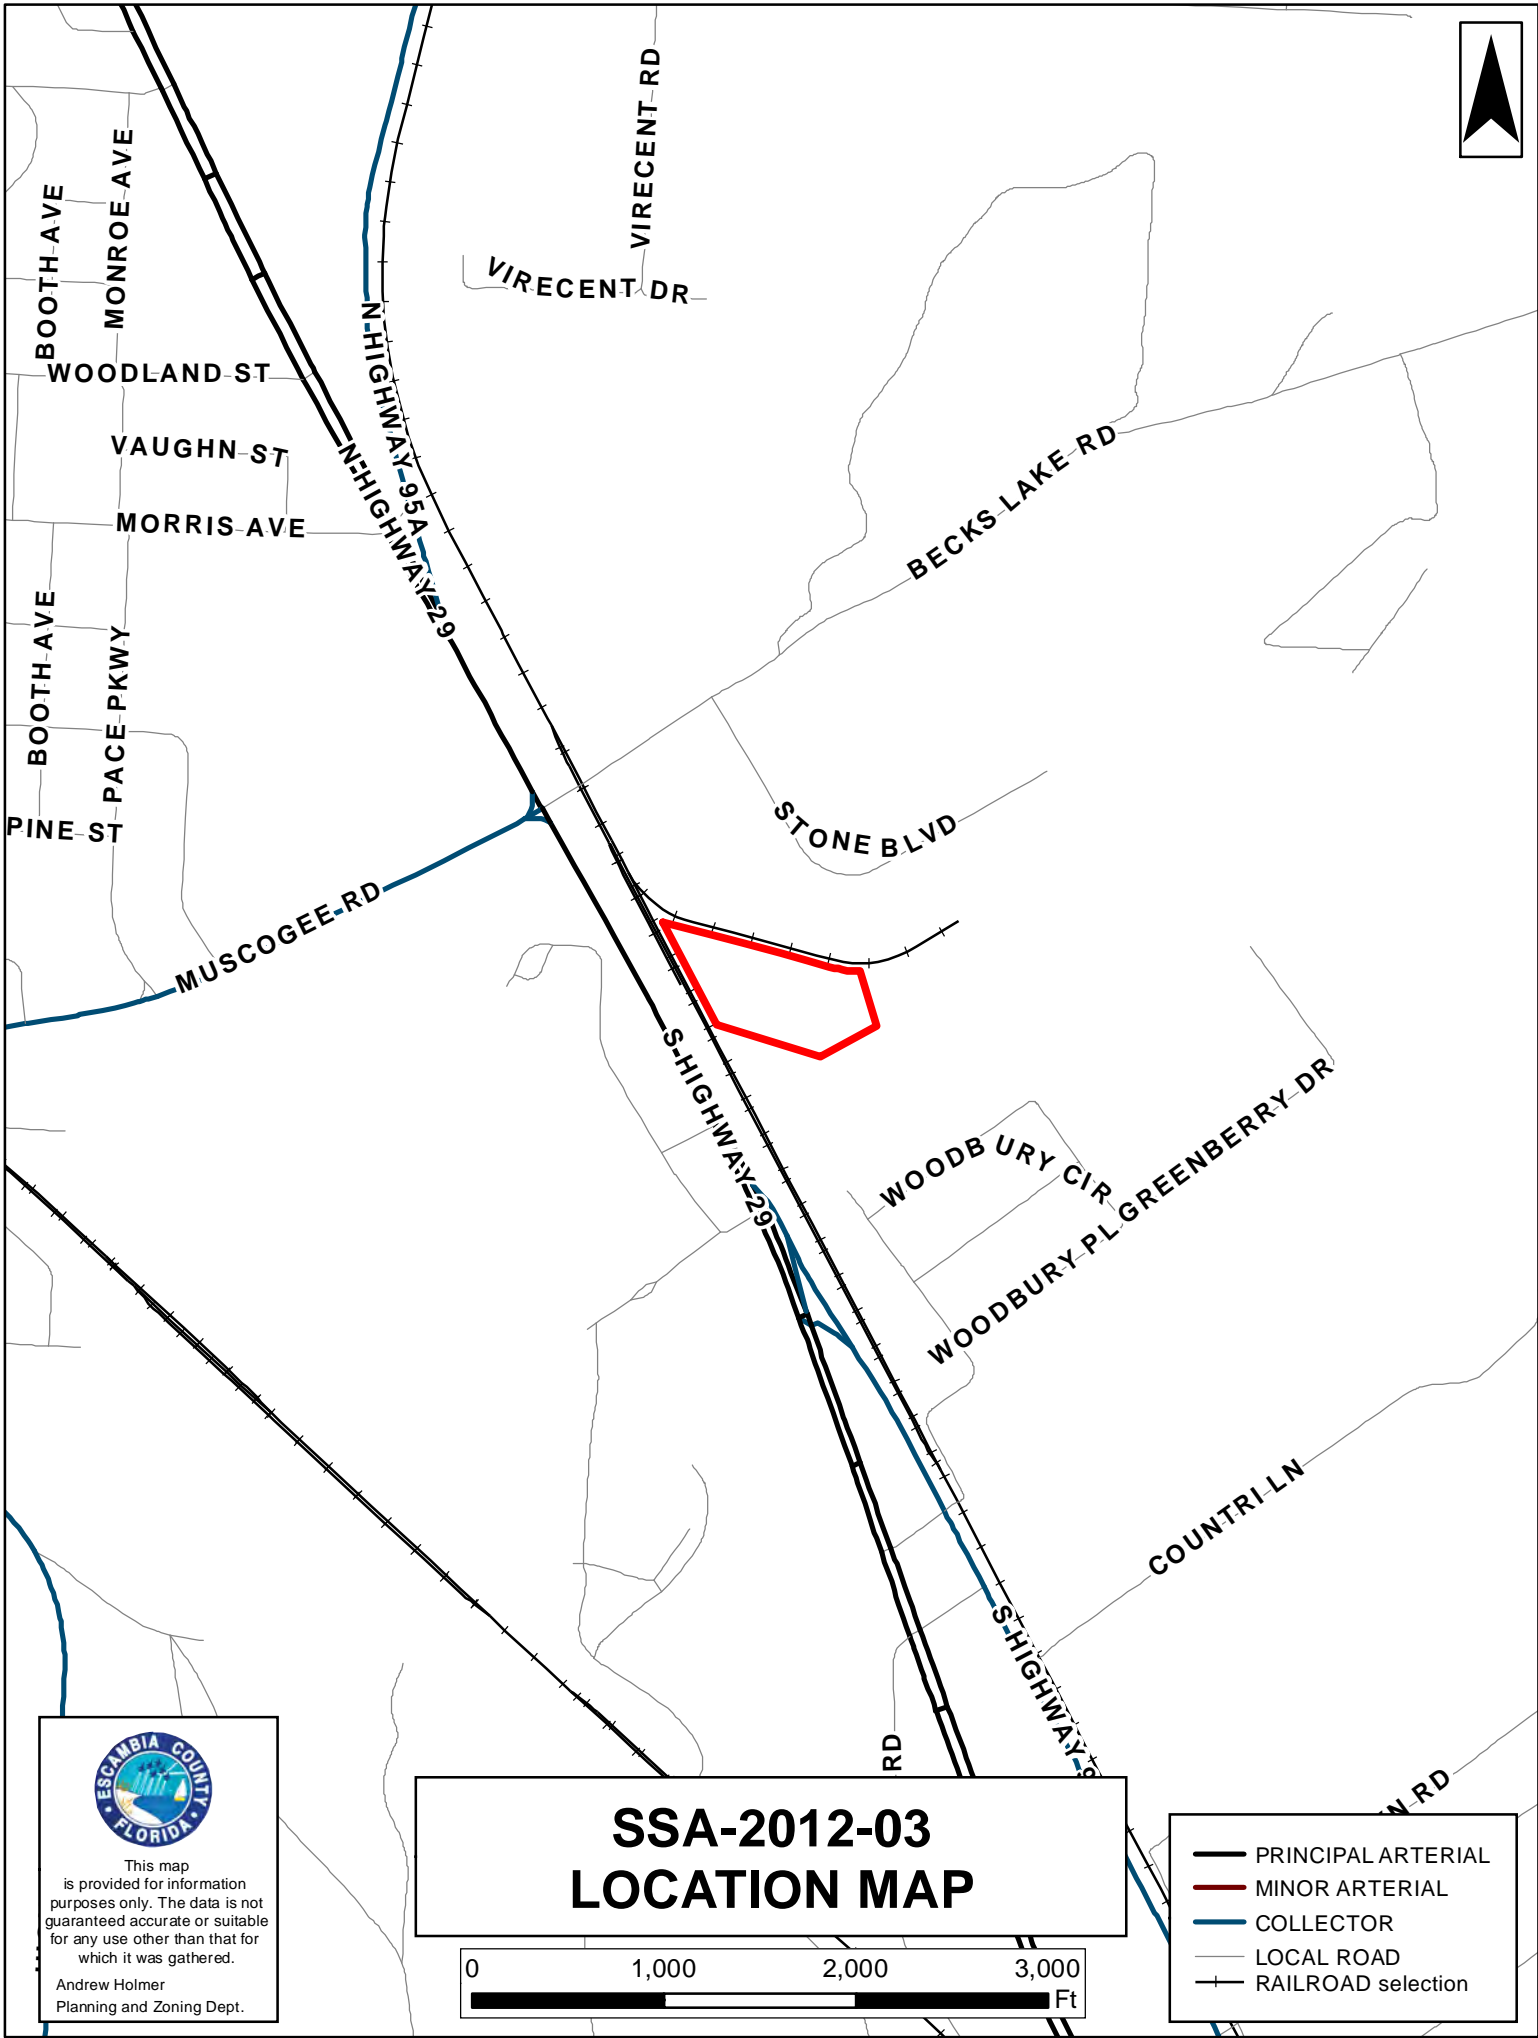 VIRECENT RD
MONROE AVE
BOOTH AVE
VIRECENT DR
N HIGHWAY 95A
WOODLAND ST
VAUGHN ST
N HIGHWAY 29
BECKS LAKE RD
MORRIS AVE
BOOTH AVE
PACE PKWY
PINE ST
STONE BLVD
MUSCOGEE RD
S HIGHWAY 29
WOODBURY CIR
GREENBERRY DR
WOODBURY PL
COUNTRI LN
S HIGHWAY
RD
RD
ESCAMBIA COUNTY
FLORIDA
This map
is provided for information
purposes only. The data is not
guaranteed accurate or suitable
for any use other than that for
which it was gathered.
Andrew Holmer
Planning and Zoning Dept.
SSA-2012-03
LOCATION MAP
0 1,000 2,000 3,000
Ft
PRINCIPAL ARTERIAL
MINOR ARTERIAL
COLLECTOR
LOCAL ROAD
RAILROAD selection